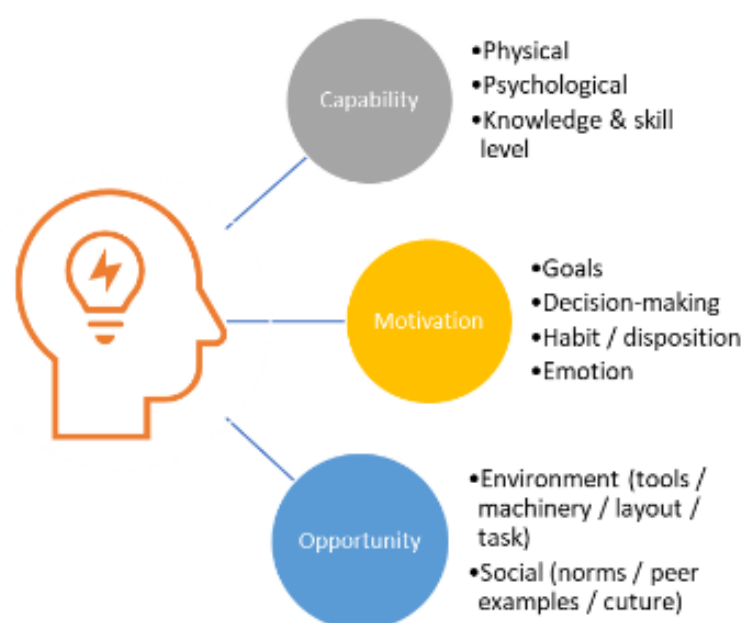 Capability
•Physical
•Psychological
•Knowledge & skill
level
Motivation
•Goals
•Decision-making
•Habit / disposition
•Emotion
Opportunity
•Environment (tools /
machinery / layout /
task)
•Social (norms / peer
examples / cuture)